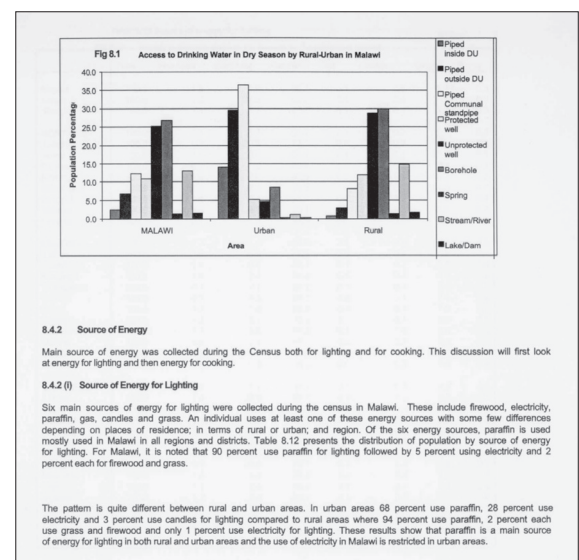 Fig 8.1 Access to Drinking Water in Dry Season by Rural-Urban in Malawi
Population Percentag
40.0
35.0
30.0
25.0
20.0
15.0
10.0
5.0
0.0
MALAWI Urban Rural
Area
Piped
inside DU
Piped
outside DU
Piped
Communal
standpipe
Protected
well
Unprotected
well
Borehole
Spring
Stream/River
Lake/Dam
8.4.2 Source of Energy
Main source of energy was collected during the Census both for lighting and for cooking. This discussion will first look
at energy for lighting and then energy for cooking.
8.4.2 (i) Source of Energy for Lighting
Six main sources of energy for lighting were collected during the census in Malawi. These include firewood, electricity,
paraffin, gas, candles and grass. An individual uses at least one of these energy sources with some few differences
depending on places of residence; in terms of rural or urban; and region. Of the six energy sources, paraffin is used
mostly used in Malawi in all regions and districts. Table 8.12 presents the distribution of population by source of energy
for lighting. For Malawi, it is noted that 90 percent use paraffin for lighting followed by 5 percent using electricity and 2
percent each for firewood and grass.
The pattern is quite different between rural and urban areas. In urban areas 68 percent use paraffin, 28 percent use
electricity and 3 percent use candles for lighting compared to rural areas where 94 percent use paraffin, 2 percent each
use grass and firewood and only 1 percent use electricity for lighting. These results show that paraffin is a main source
of energy for lighting in both rural and urban areas and the use of electricity in Malawi is restricted in urban areas.